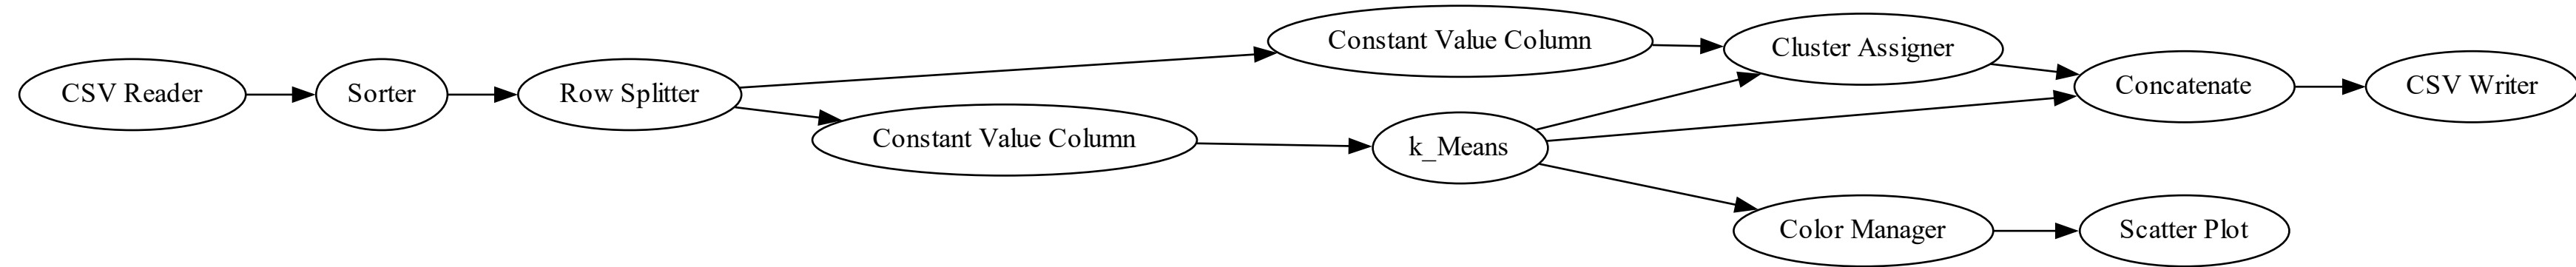 CSV Reader
Sorter
Row Splitter
Constant Value Column
Constant Value Column
k_Means
Cluster Assigner
Color Manager
Concatenate
Scatter Plot
CSV Writer